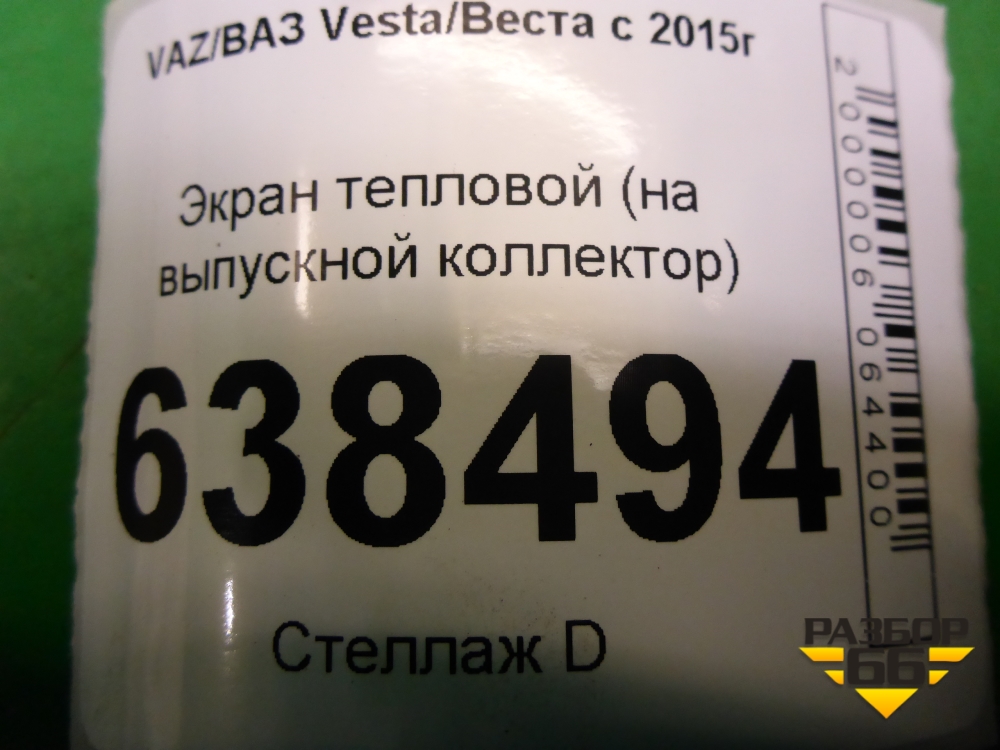 VAZ/ВАЗ Vesta/Веста с 2015г
Экран тепловой (на
выпускной коллектор)
638494
Стеллаж D
2000006064400
РАЗБОР
66